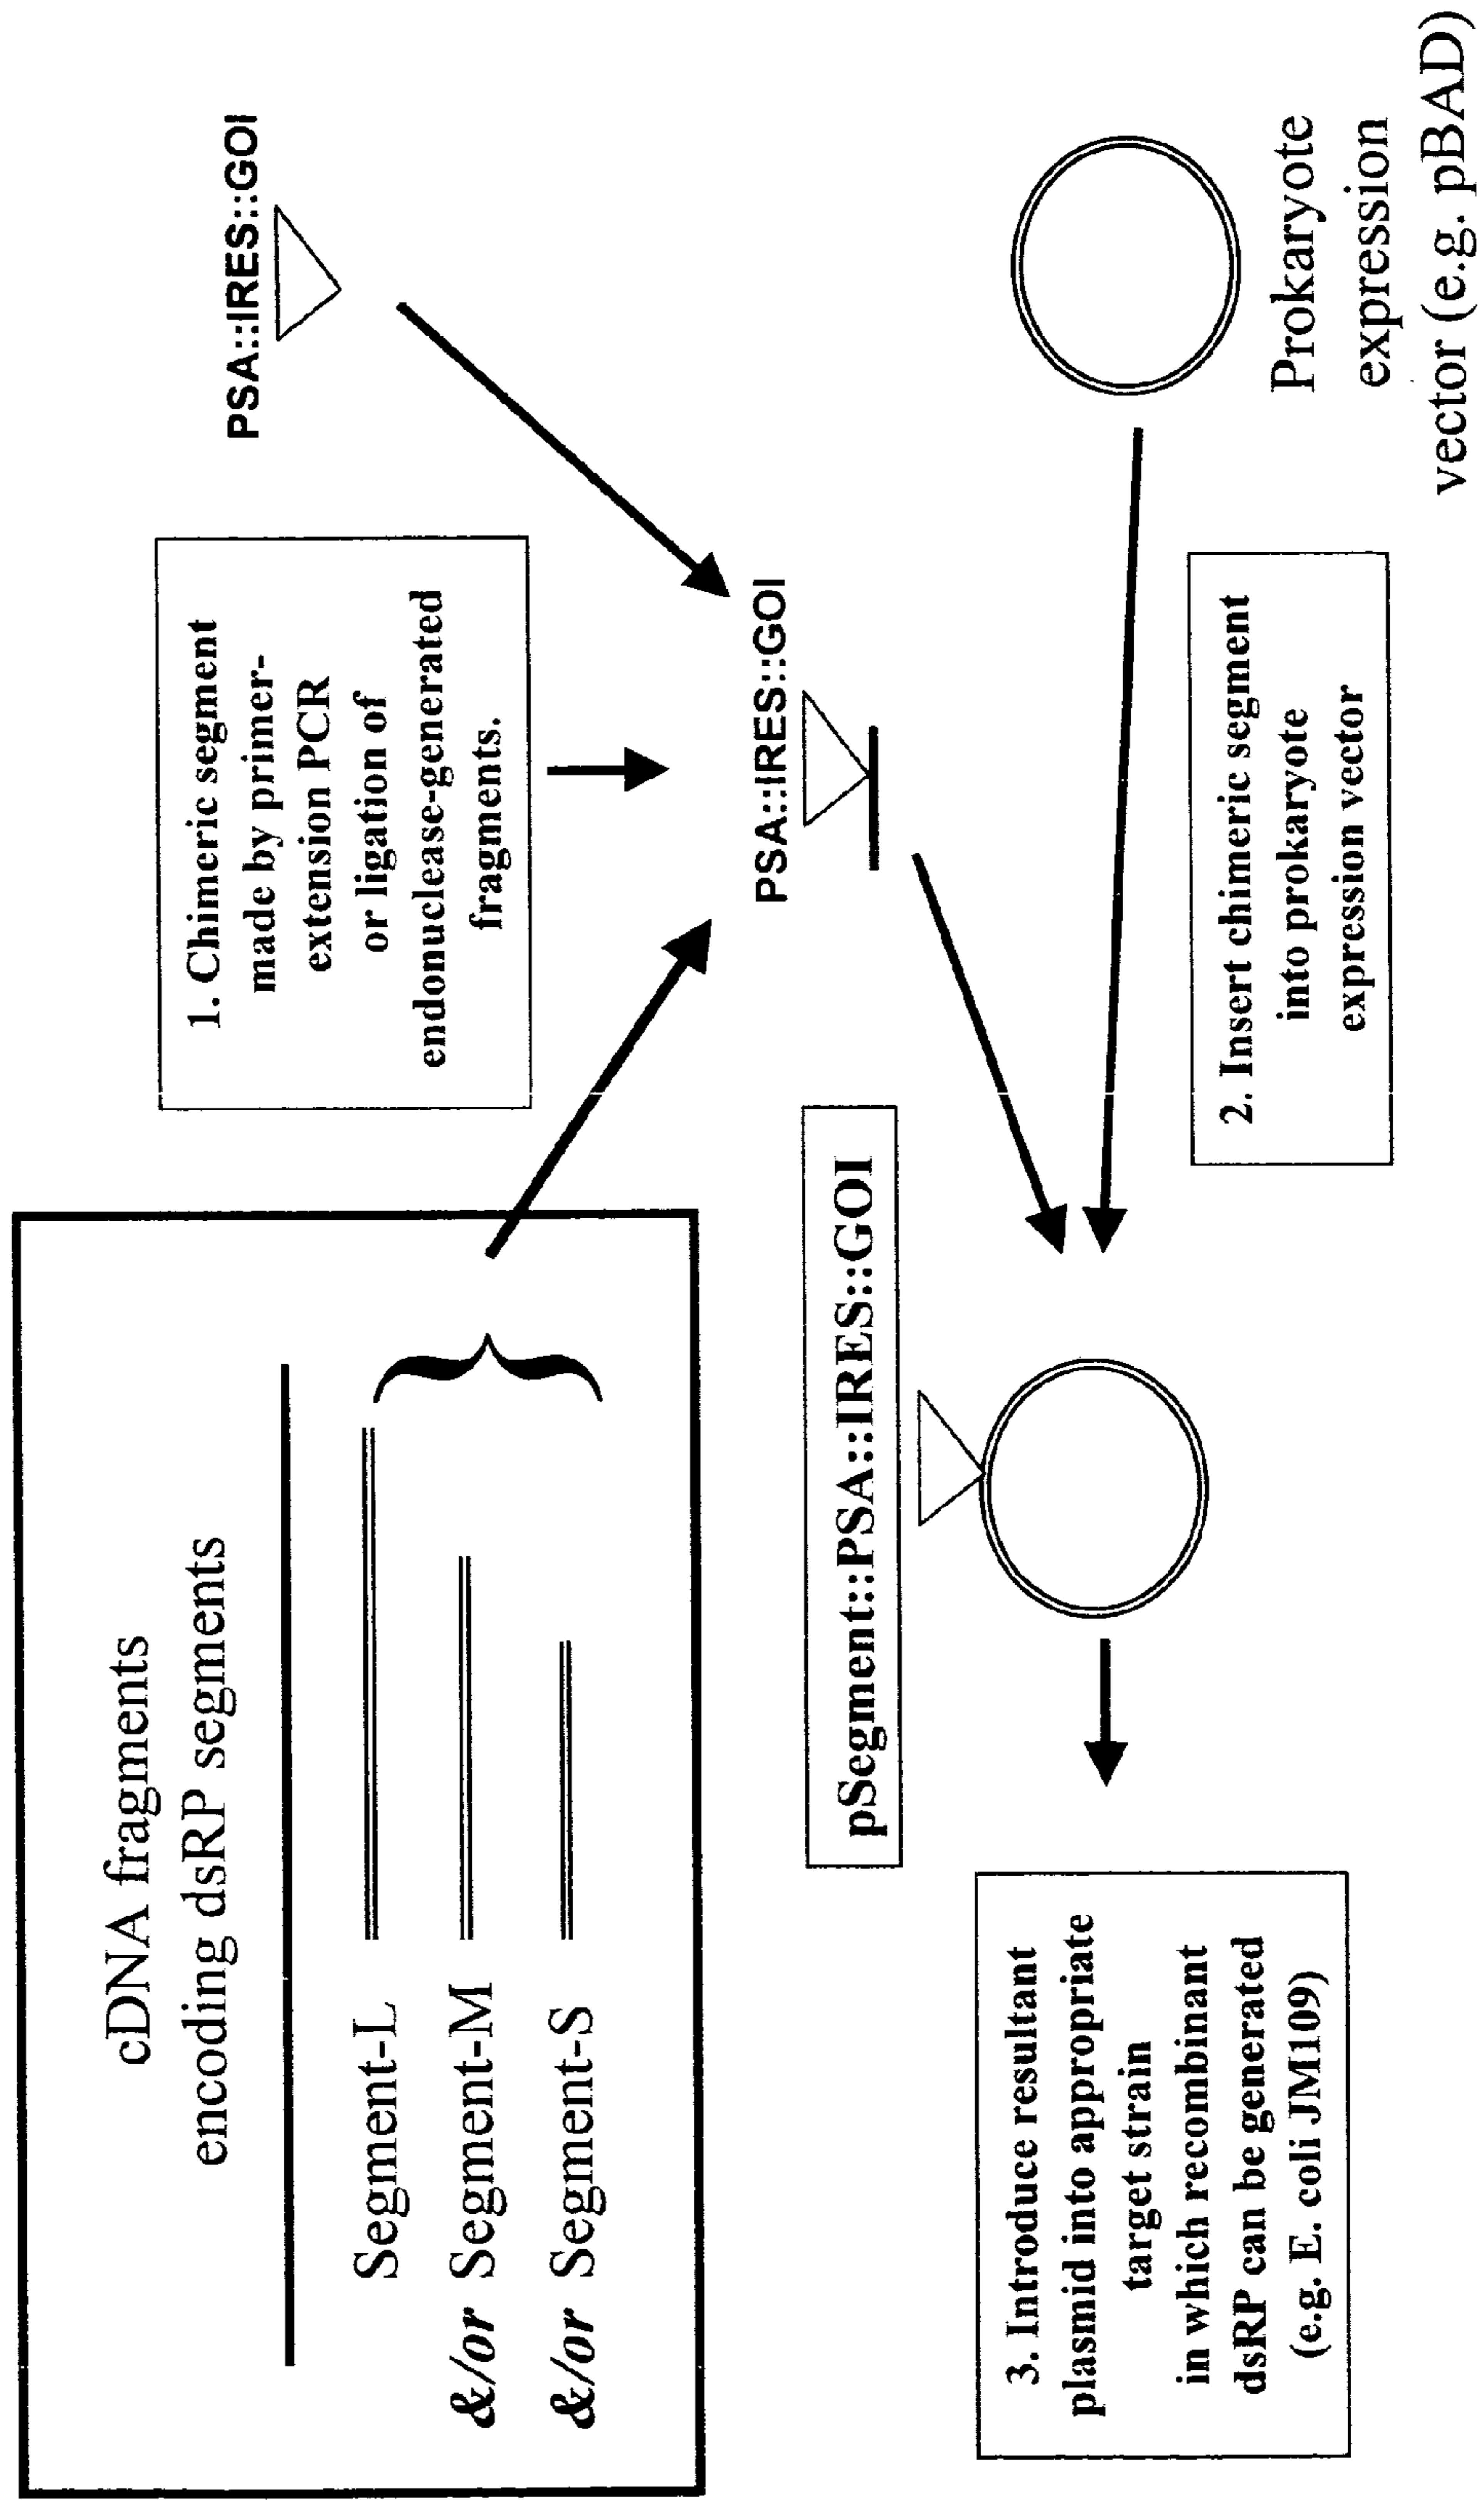 cDNA fragments
encoding dsRP segments
Segment-L
&/or Segment-M
&/or Segment-S
1. Chimeric segment
made by primer-
extension PCR
or ligation of
endonuclease-generated
fragments.
PSA::IRES::GOI
PSA::IRES::GOI
pSegment::PSA::IRES::GOI
2. Insert chimeric segment
into prokaryote
expression vector
Prokaryote
expression
vector (e.g. pBAD)
3. Introduce resultant
plasmid into appropriate
target strain
in which recombinant
dsRP can be generated
(e.g. E. coli JM109)